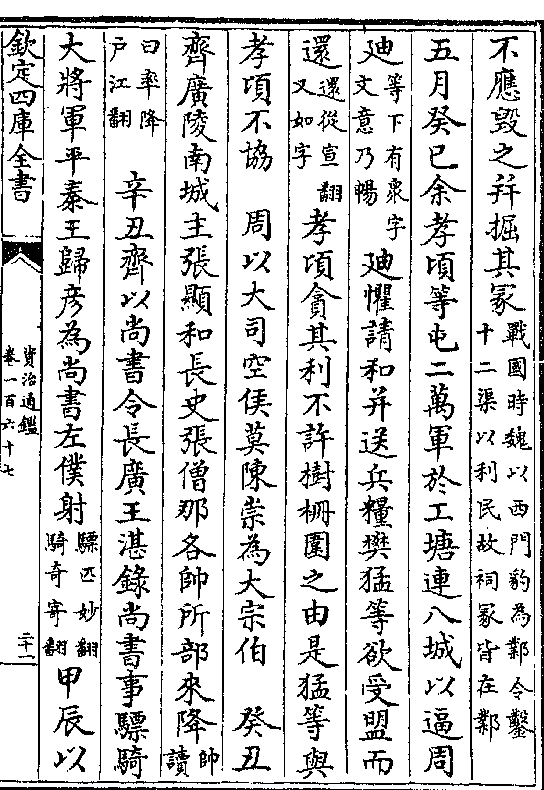 不應毀之并掘其冢戰國時魏以西門豹為鄴令鑿十二渠以利民故祠冢皆在鄴
五月癸巳余孝頃等屯二萬軍於工塘連八城以逼周
廸等下有衆字文意乃暢 廸懼請和并送兵糧樊猛等欲受盟而
還還從宣翻又如字 孝頃貪其利不許樹柵圍之由是猛等與
孝頃不協 周以大司空侯莫陳崇為大宗伯 癸丑
齊廣陵南城主張顯和長史張僧那各帥所部來降帥讀
曰率降户江翻 辛丑齊以尚書令長廣王湛錄尚書事驃騎
大將軍平秦王歸彦為尚書左僕射驃匹妙翻騎奇寄翻 甲辰以
欽定四庫全書
資治通鑑
卷一百六十七
二十一